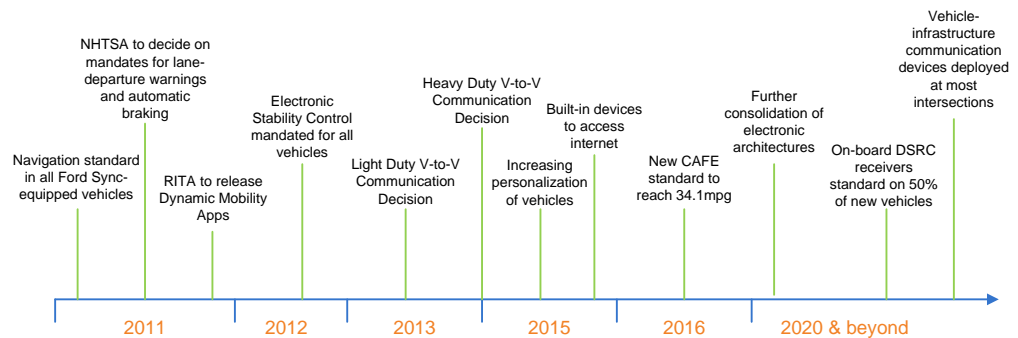 Navigation standard
in all Ford Sync-
equipped vehicles
NHTSA to decide on
mandates for lane-
departure warnings
and automatic
braking
RITA to release
Dynamic Mobility
Apps
Electronic
Stability Control
mandated for all
vehicles
Light Duty V-to-V
Communication
Decision
Heavy Duty V-to-V
Communication
Decision
Increasing
personalization
of vehicles
Built-in devices
to access
internet
New CAFE
standard to
reach 34.1mpg
Further
consolidation of
electronic
architectures
On-board DSRC
receivers
standard on 50%
of new vehicles
Vehicle-
infrastructure
communication
devices deployed
at most
intersections
2011
2012
2013
2015
2016
2020 & beyond